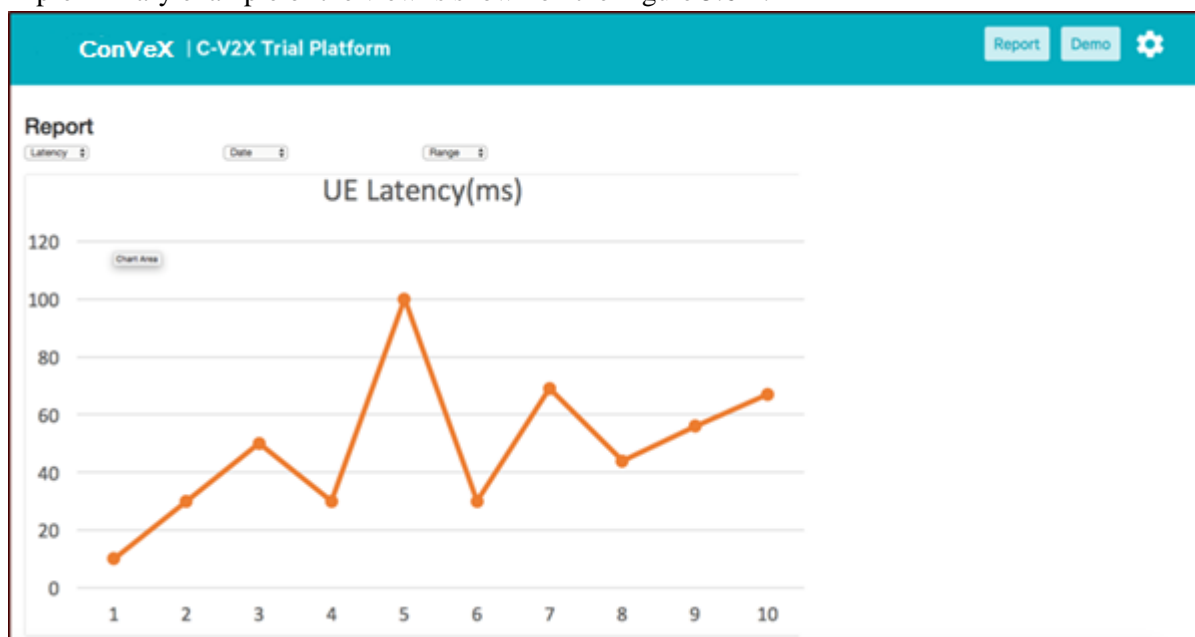 ConVeX | C-V2X Trial Platform
Report
Demo
Report
Latency
Date
Range
UE Latency(ms)
120
Chart Area
100
80
60
40
20
0
1 2 3 4 5 6 7 8 9 10